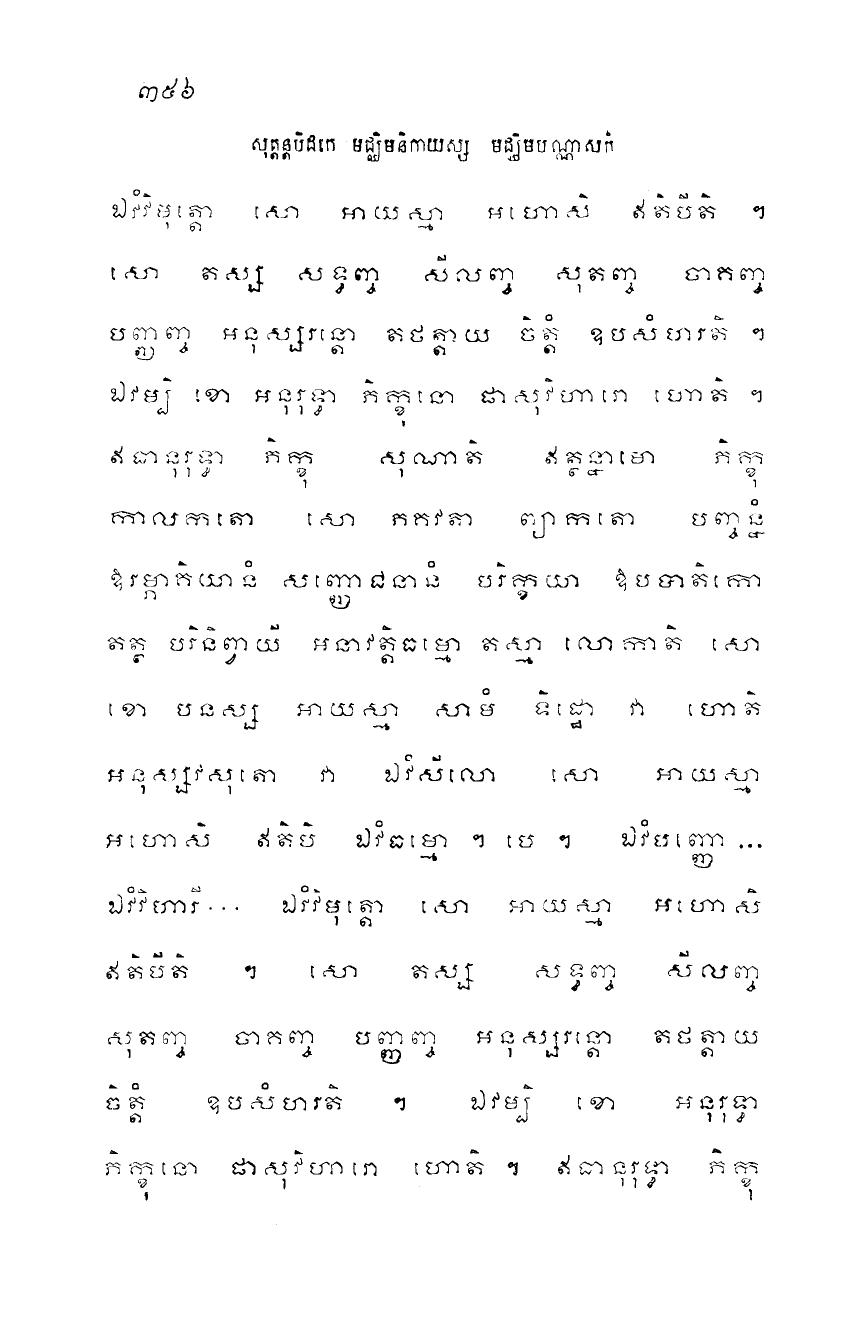 ៣៥៦
សុត្តន្តបិដកេ មជ្ឈិមនិកាយស្ស មជ្ឈិមបណ្ណាសកំ
ឯវំវិមុត្តោ សោ អាយស្មា អហោសិ ឥតិបីតិ ។
សោ តស្ស សទ្ធញ្ច សីលញ្ច សុតញ្ច ចាគញ្ច
បញ្ញញ្ច អនុស្សរន្តោ តថត្តាយ ចិត្តំ ឧបសំហរតិ ។
ឯវម្បិ ខោ អនុរុទ្ធា ភិក្ខុនោ ផាសុវិហារោ ហោតិ ។
ឥធានុរុទ្ធា ភិក្ខុ សុណាតិ ឥត្ថន្នាមោ ភិក្ខុ
កាលកតោ សោ ភគវតា ព្យាកតោ បញ្ចន្នំ
ឱរម្ភាគិយានំ សញ្ញោជនានំ បរិក្ខយា ឱបបាតិកោ
តត្ថ បរិនិព្វាយី អនាវត្តិធម្មោ តស្មា លោកាតិ សោ
ខោ បនស្ស អាយស្មា សាមំ ទិដ្ឋោ វា ហោតិ
អនុស្សវសុតោ វា ឯវំសីលោ សោ អាយស្មា
អហោសិ ឥតិបិ ឯវំធម្មោ ។ បេ ។ ឯវំបញ្ញោ ...
ឯវំវិហារី ... ឯវំវិមុត្តោ សោ អាយស្មា អហោសិ
ឥតិបីតិ ។ សោ តស្ស សទ្ធញ្ច សីលញ្ច
សុតញ្ច ចាគញ្ច បញ្ញញ្ច អនុស្សរន្តោ តថត្តាយ
ចិត្តំ ឧបសំហរតិ ។ ឯវម្បិ ខោ អនុរុទ្ធា
ភិក្ខុនោ ផាសុវិហារោ ហោតិ ។ ឥធានុរុទ្ធា ភិក្ខុ